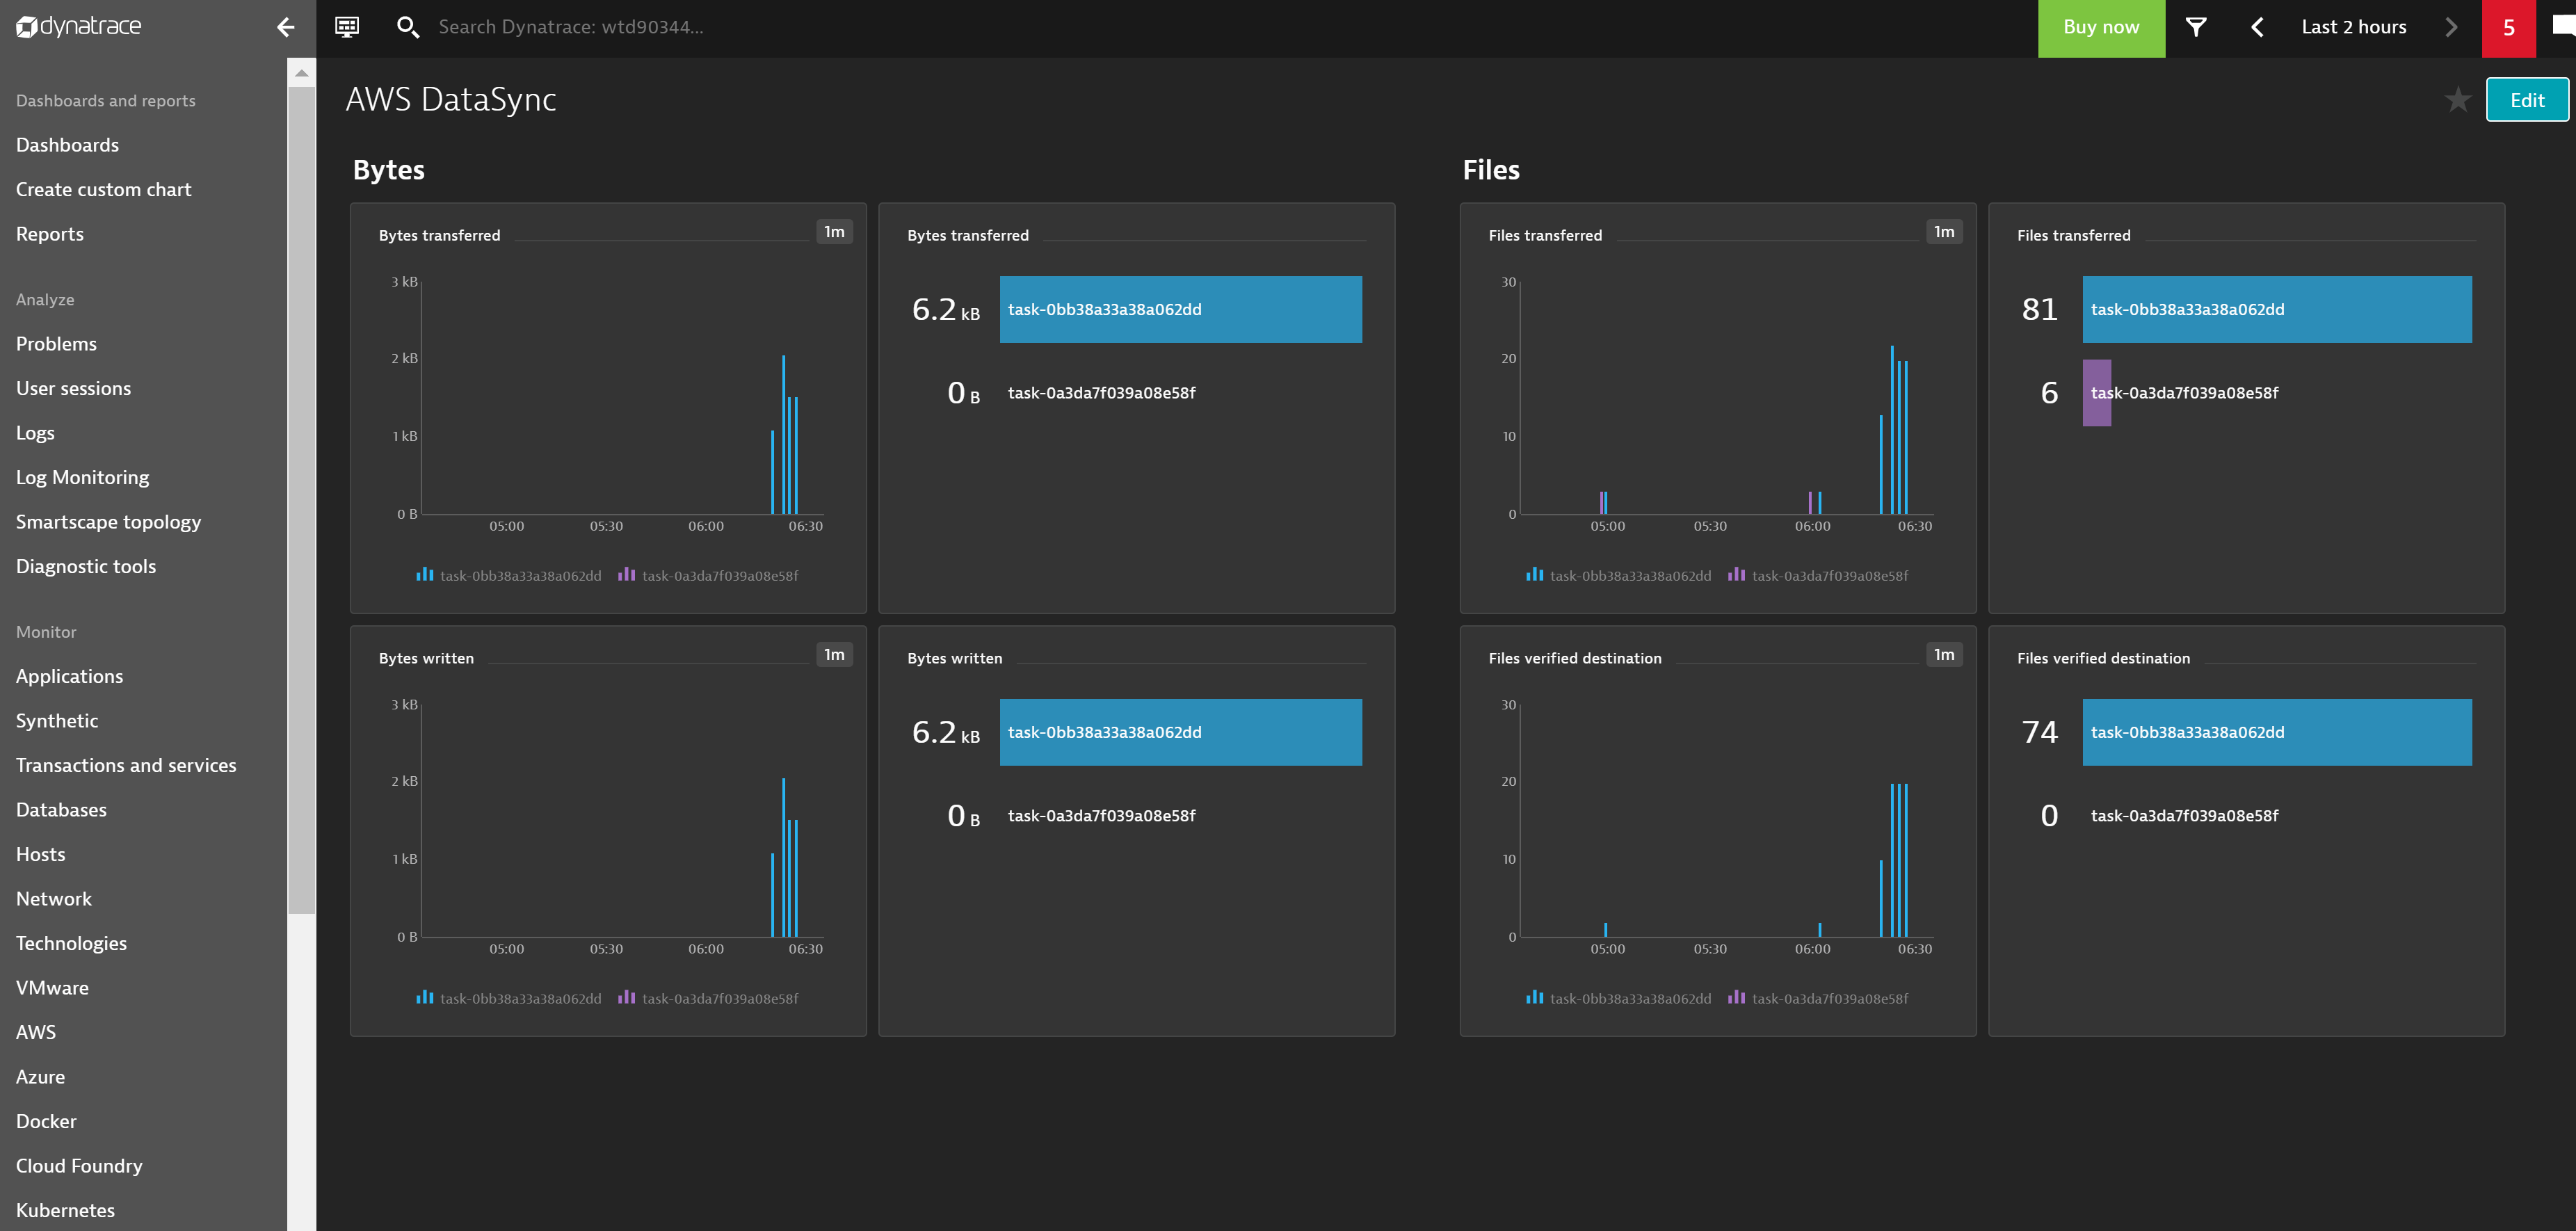 dynatrace
Search Dynatrace: wtd90344...
Buy now
Last 2 hours
5
Dashboards and reports
Dashboards
Create custom chart
Reports
Analyze
Problems
User sessions
Logs
Log Monitoring
Smartscape topology
Diagnostic tools
Monitor
Applications
Synthetic
Transactions and services
Databases
Hosts
Network
Technologies
VMware
AWS
Azure
Docker
Cloud Foundry
Kubernetes
AWS DataSync
Edit
Bytes
Bytes transferred
1m
3 kB
2 kB
1 kB
0 B
05:00 05:30 06:00 06:30
task-0bb38a33a38a062dd task-0a3da7f039a08e58f
Bytes transferred
6.2 kB task-0bb38a33a38a062dd
0 B task-0a3da7f039a08e58f
Bytes written
1m
3 kB
2 kB
1 kB
0 B
05:00 05:30 06:00 06:30
task-0bb38a33a38a062dd task-0a3da7f039a08e58f
Bytes written
6.2 kB task-0bb38a33a38a062dd
0 B task-0a3da7f039a08e58f
Files
Files transferred
1m
30
20
10
0
05:00 05:30 06:00 06:30
task-0bb38a33a38a062dd task-0a3da7f039a08e58f
Files transferred
81 task-0bb38a33a38a062dd
6 task-0a3da7f039a08e58f
Files verified destination
1m
30
20
10
0
05:00 05:30 06:00 06:30
task-0bb38a33a38a062dd task-0a3da7f039a08e58f
Files verified destination
74 task-0bb38a33a38a062dd
0 task-0a3da7f039a08e58f